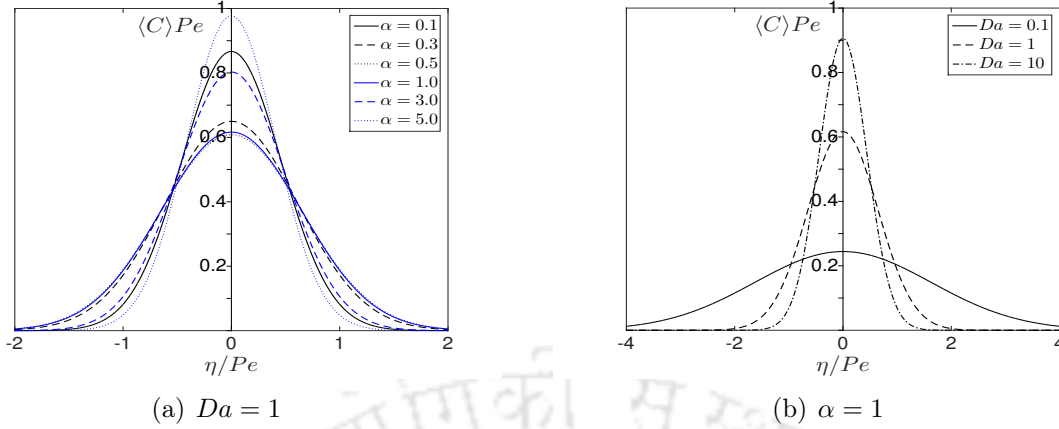 1
⟨C⟩Pe
0.8
0.6
0.4
0.2
α = 0.1
α = 0.3
α = 0.5
α = 1.0
α = 3.0
α = 5.0
-2 -1 0 1 2
η/Pe
(a) Da = 1
1
⟨C⟩Pe
0.8
0.6
0.4
0.2
Da = 0.1
Da = 1
Da = 10
-4 -2 0 2 4
η/Pe
(b) α = 1